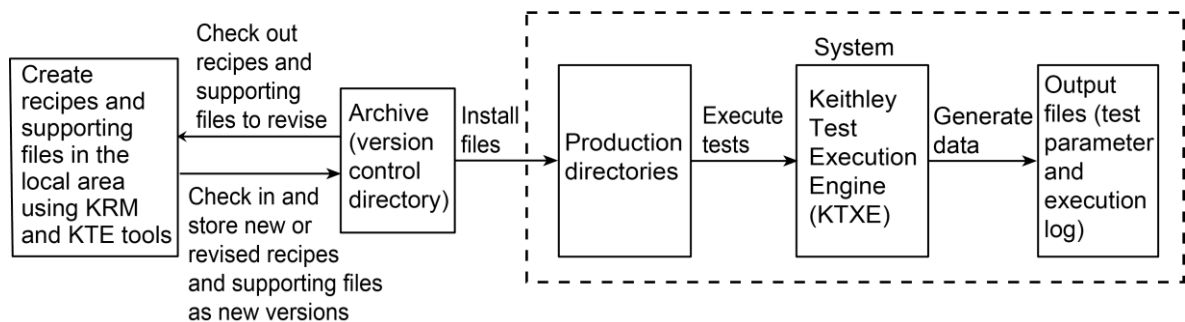 Create
recipes and
supporting
files in the
local area
using KRM
and KTE tools
Check out
recipes and
supporting
files to revise
Check in and
store new or
revised recipes
and supporting files
as new versions
Archive
(version
control
directory)
Install
files
System
Production
directories
Execute
tests
Keithley
Test
Execution
Engine
(KTXE)
Generate
data
Output
files (test
parameter
and
execution
log)